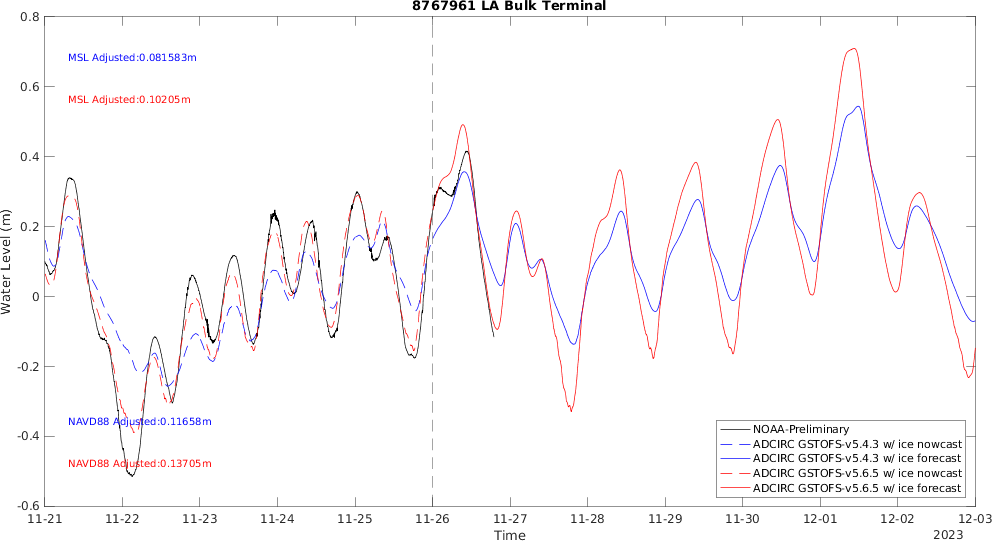 8767961 LA Bulk Terminal
0.8
0.6
0.4
0.2
0
-0.2
-0.4
-0.6
Water Level (m)
MSL Adjusted:0.081583m
MSL Adjusted:0.10205m
NAVD88 Adjusted:0.11658m
NAVD88 Adjusted:0.13705m
NOAA-Preliminary
ADCIRC GSTOFS-v5.4.3 w/ ice nowcast
ADCIRC GSTOFS-v5.4.3 w/ ice forecast
ADCIRC GSTOFS-v5.6.5 w/ ice nowcast
ADCIRC GSTOFS-v5.6.5 w/ ice forecast
11-21 11-22 11-23 11-24 11-25 11-26 11-27 11-28 11-29 11-30 12-01 12-02 12-03
Time
2023